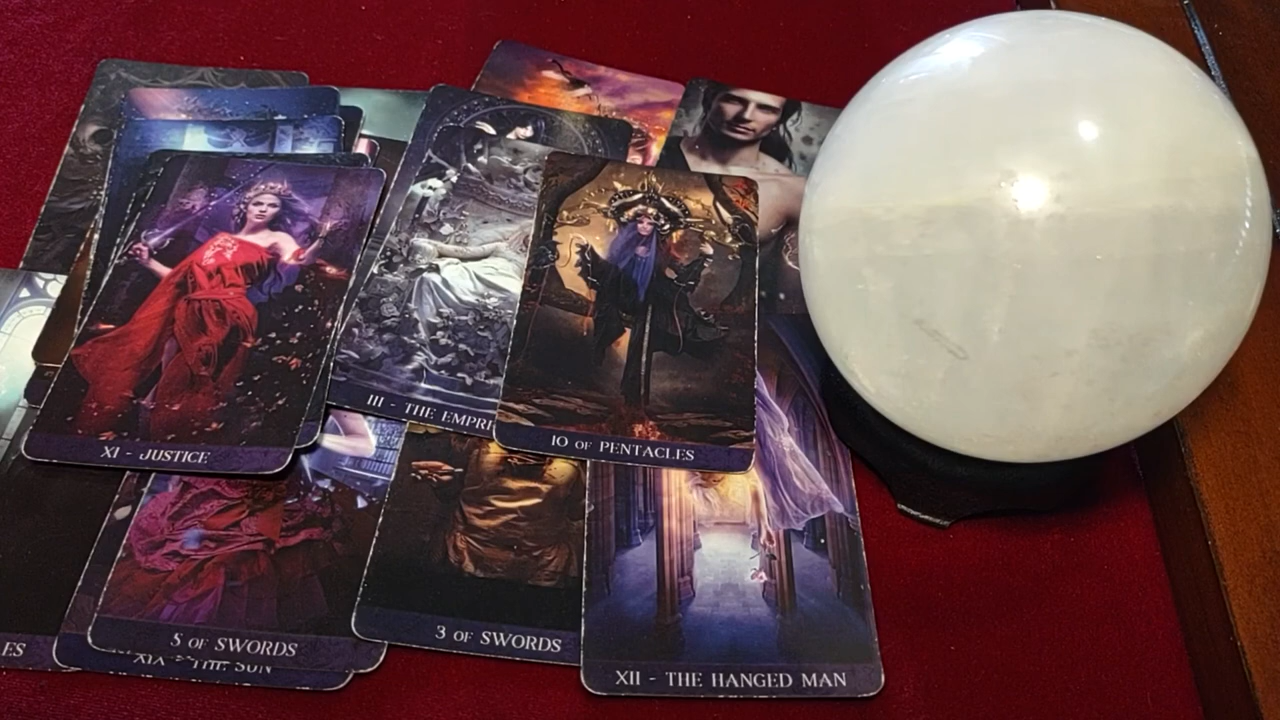 III - THE EMPR
10 OF PENTACLES
XI - JUSTICE
5 OF SWORDS
3 OF SWORDS
ES
XIX - THE SUN
XII - THE HANGED MAN